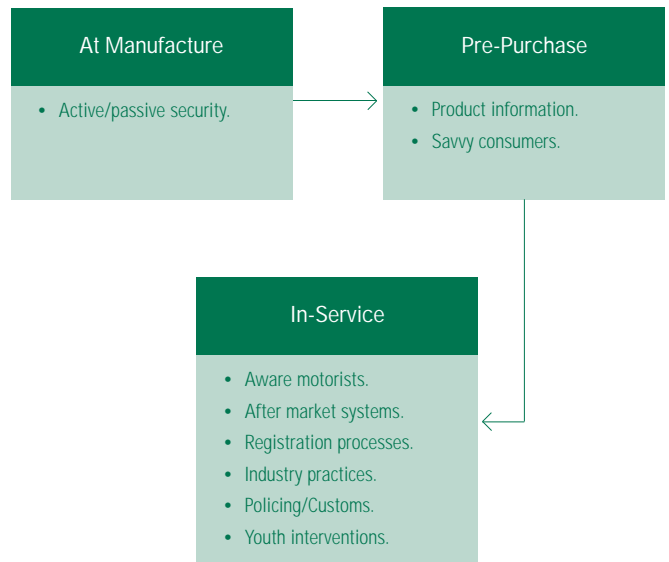 At Manufacture
• Active/passive security.
Pre-Purchase
• Product information.
• Savvy consumers.
In-Service
• Aware motorists.
• After market systems.
• Registration processes.
• Industry practices.
• Policing/Customs.
• Youth interventions.